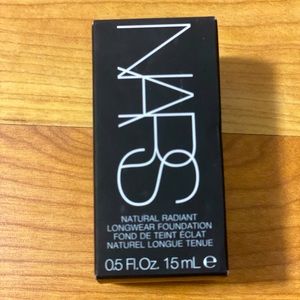 NARS
NATURAL RADIANT
LONGWEAR FOUNDATION
FOND DE TEINT ÉCLAT
NATUREL LONGUE TENUE
0.5 Fl.Oz. 15 mL ℮